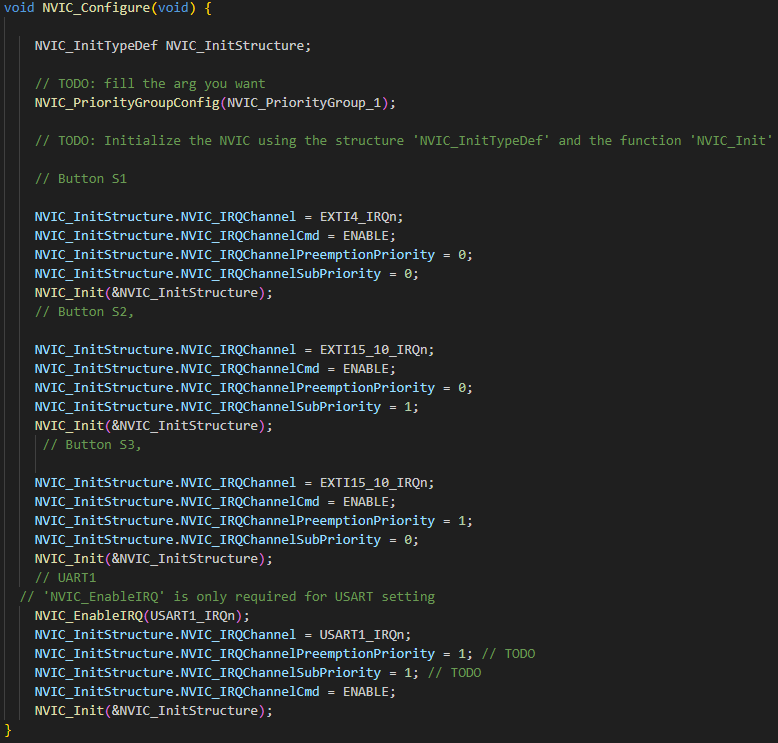 void NVIC_Configure(void) {
NVIC_InitTypeDef NVIC_InitStructure;
// TODO: fill the arg you want
NVIC_PriorityGroupConfig(NVIC_PriorityGroup_1);
// TODO: Initialize the NVIC using the structure 'NVIC_InitTypeDef' and the function 'NVIC_Init'
// Button S1
NVIC_InitStructure.NVIC_IRQChannel = EXTI4_IRQn;
NVIC_InitStructure.NVIC_IRQChannelCmd = ENABLE;
NVIC_InitStructure.NVIC_IRQChannelPreemptionPriority = 0;
NVIC_InitStructure.NVIC_IRQChannelSubPriority = 0;
NVIC_Init(&NVIC_InitStructure);
// Button S2,
NVIC_InitStructure.NVIC_IRQChannel = EXTI15_10_IRQn;
NVIC_InitStructure.NVIC_IRQChannelCmd = ENABLE;
NVIC_InitStructure.NVIC_IRQChannelPreemptionPriority = 0;
NVIC_InitStructure.NVIC_IRQChannelSubPriority = 1;
NVIC_Init(&NVIC_InitStructure);
// Button S3,
NVIC_InitStructure.NVIC_IRQChannel = EXTI15_10_IRQn;
NVIC_InitStructure.NVIC_IRQChannelCmd = ENABLE;
NVIC_InitStructure.NVIC_IRQChannelPreemptionPriority = 1;
NVIC_InitStructure.NVIC_IRQChannelSubPriority = 0;
NVIC_Init(&NVIC_InitStructure);
// UART1
// 'NVIC_EnableIRQ' is only required for USART setting
NVIC_EnableIRQ(USART1_IRQn);
NVIC_InitStructure.NVIC_IRQChannel = USART1_IRQn;
NVIC_InitStructure.NVIC_IRQChannelPreemptionPriority = 1; // TODO
NVIC_InitStructure.NVIC_IRQChannelSubPriority = 1; // TODO
NVIC_InitStructure.NVIC_IRQChannelCmd = ENABLE;
NVIC_Init(&NVIC_InitStructure);
}